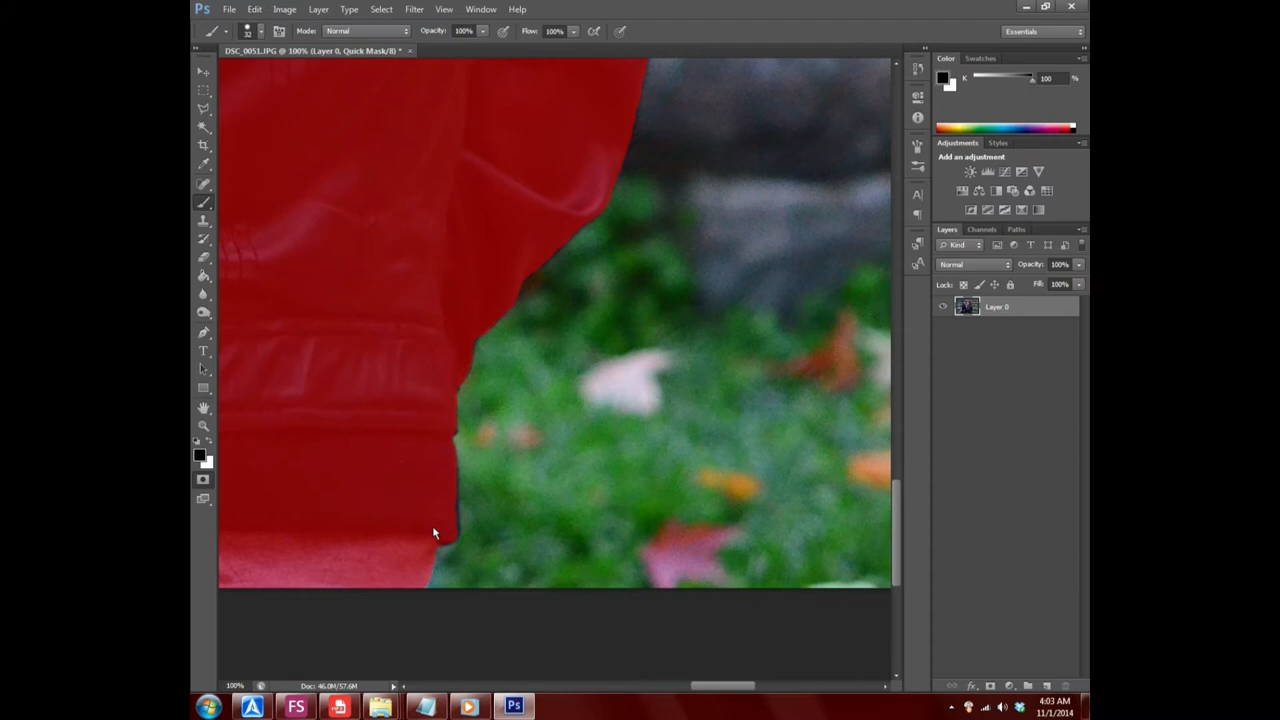 Ps File Edit Image Layer Type Select Filter View Window Help
32 Mode: Normal Opacity: 100% Flow: 100% Essentials
DSC_0051.JPG @ 100% (Layer 0, Quick Mask/8) * ×
Color Swatches
K 100 %
Adjustments Styles
Add an adjustment
Layers Channels Paths
Kind
Normal Opacity: 100%
Lock: Fill: 100%
Layer 0
100% Doc: 46.0M/57.6M
FS Ps
4:03 AM
11/1/2014